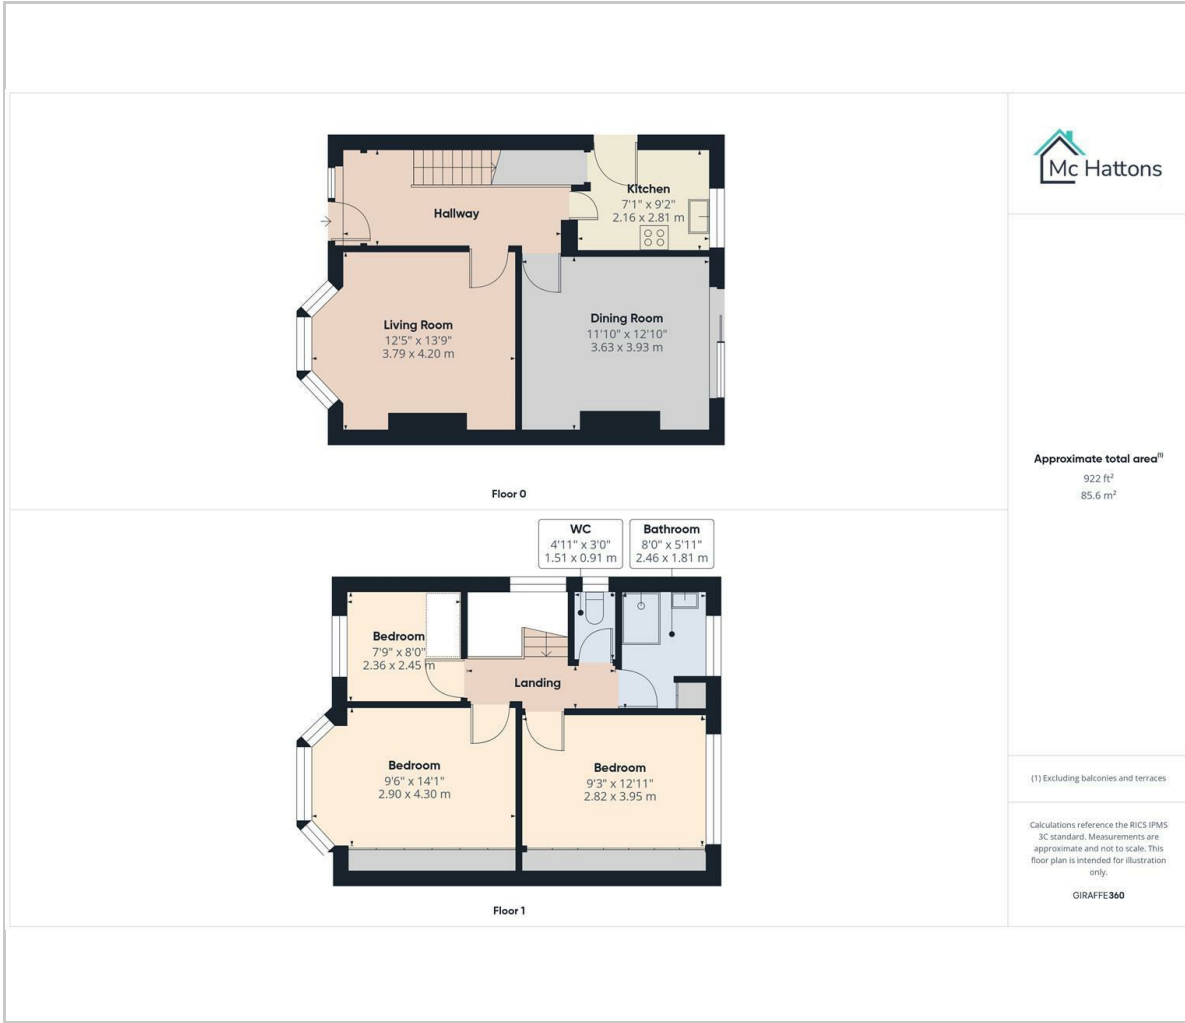 Hallway
Kitchen
7'1" x 9'2"
2.16 x 2.81 m
Living Room
12'5" x 13'9"
3.79 x 4.20 m
Dining Room
11'10" x 12'10"
3.63 x 3.93 m
Floor 0
WC
4'11" x 3'0"
1.51 x 0.91 m
Bathroom
8'0" x 5'11"
2.46 x 1.81 m
Bedroom
7'9" x 8'0"
2.36 x 2.45 m
Landing
Bedroom
9'6" x 14'1"
2.90 x 4.30 m
Bedroom
9'3" x 12'11"
2.82 x 3.95 m
Floor 1
Mc Hattons
Approximate total area⁽¹⁾
922 ft²
85.6 m²
(1) Excluding balconies and terraces
Calculations reference the RICS IPMS
3C standard. Measurements are
approximate and not to scale. This
floor plan is intended for illustration
only.
GIRAFFE360